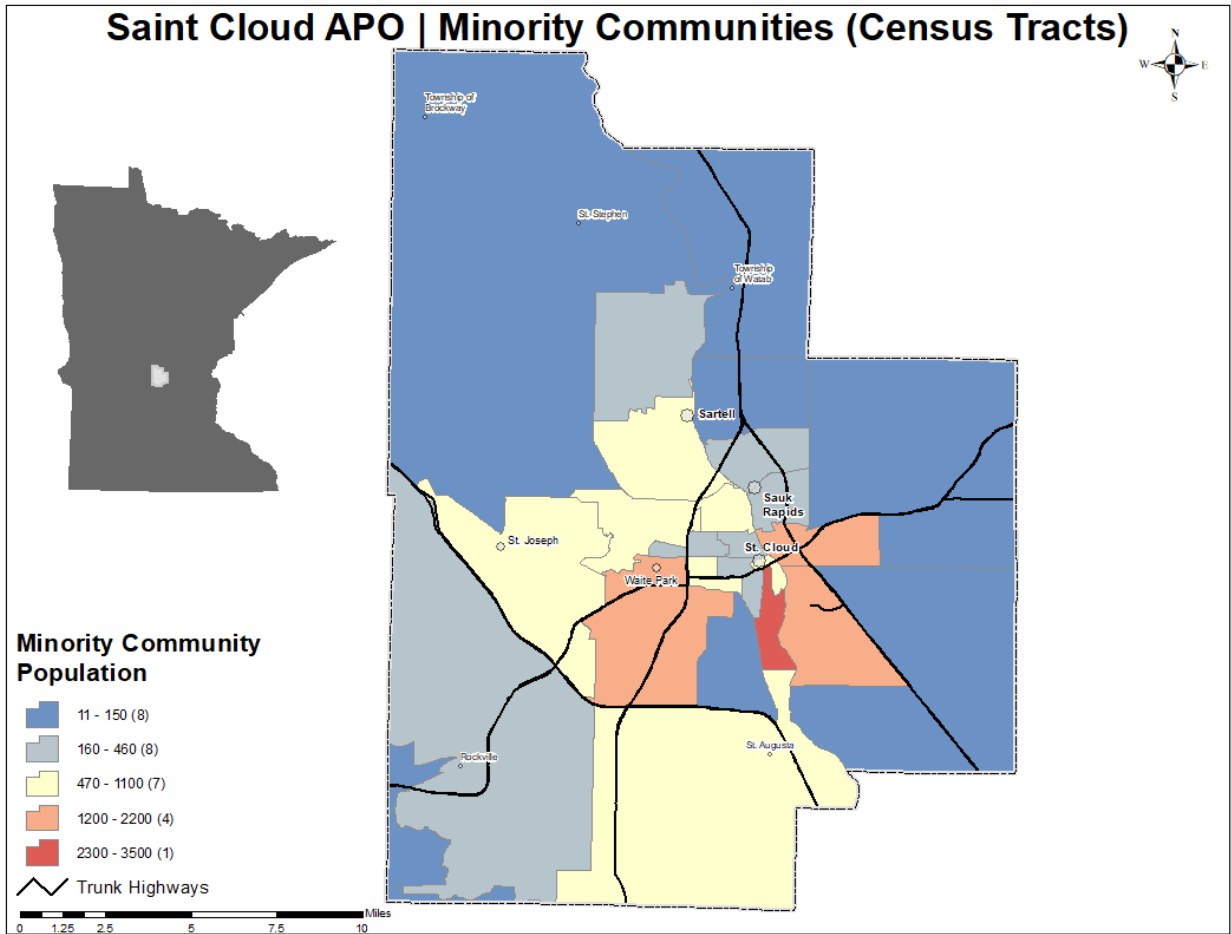 Saint Cloud APO | Minority Communities (Census Tracts)
N
W
E
S
Township of
Brockway
St. Stephen
Township
of Watab
Sartell
Sauk
Rapids
St. Joseph
St. Cloud
Waite Park
St. Augusta
Rockville
Minority Community
Population
11 - 150 (8)
160 - 460 (8)
470 - 1100 (7)
1200 - 2200 (4)
2300 - 3500 (1)
Trunk Highways
Miles
0 1.25 2.5 5 7.5 10